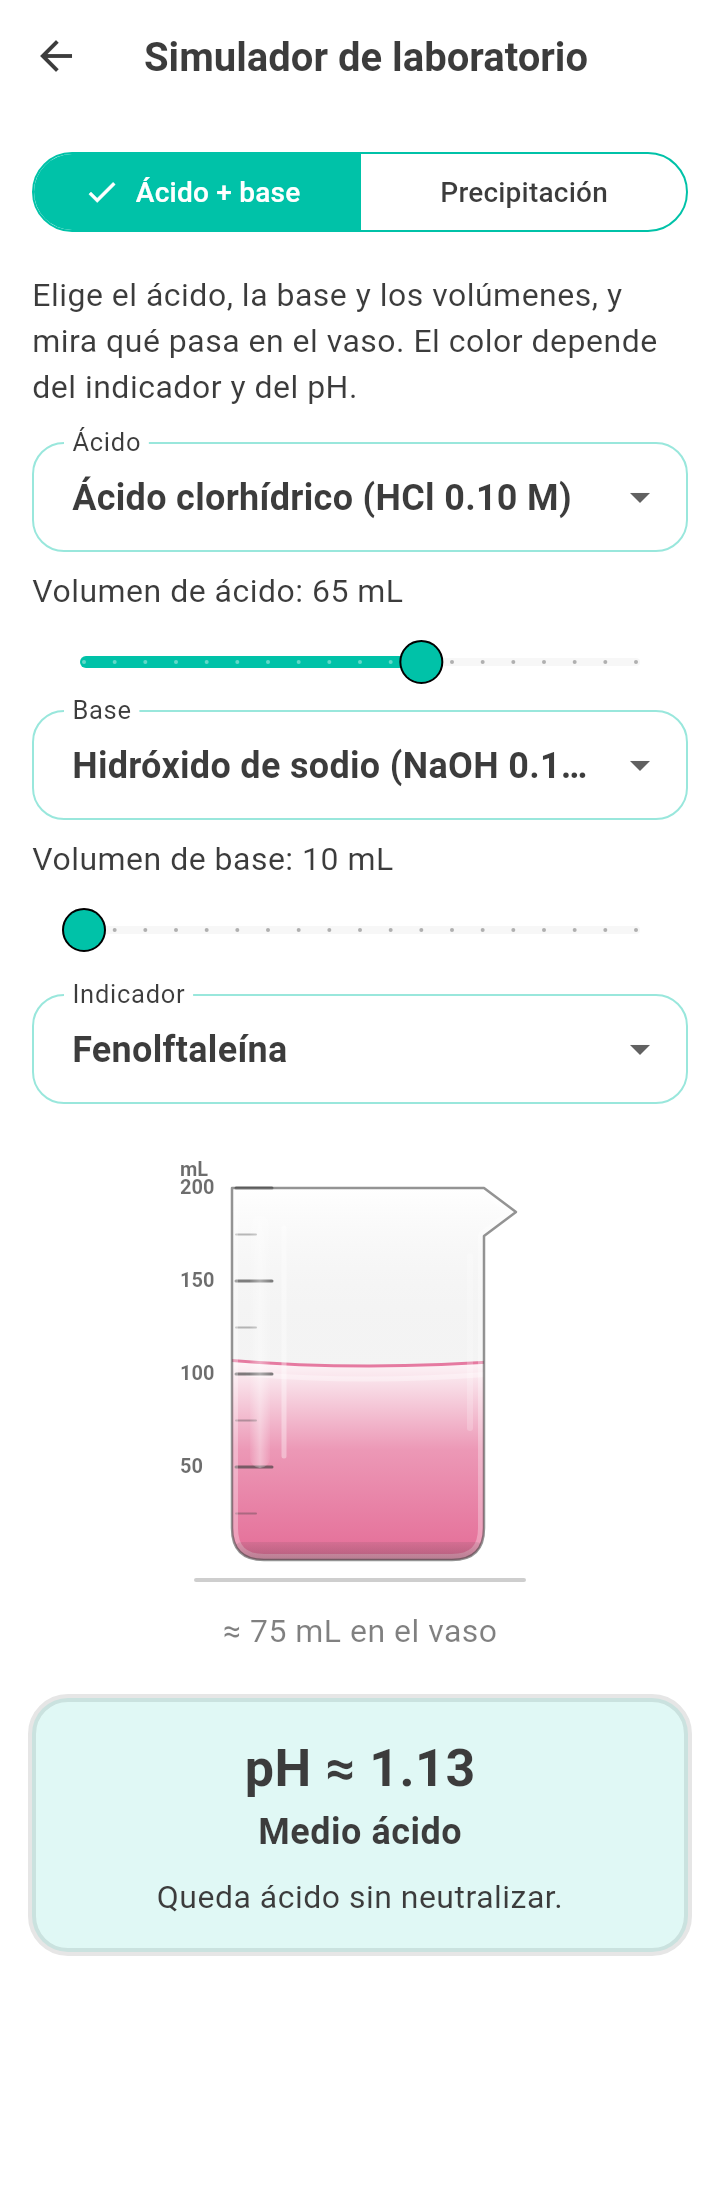 Simulador de laboratorio
Ácido + base
Precipitación
Elige el ácido, la base y los volúmenes, y
mira qué pasa en el vaso. El color depende
del indicador y del pH.
Ácido
Ácido clorhídrico (HCl 0.10 M)
Volumen de ácido: 65 mL
Base
Hidróxido de sodio (NaOH 0.1...
Volumen de base: 10 mL
Indicador
Fenolftaleína
mL
200
150
100
50
≈ 75 mL en el vaso
pH ≈ 1.13
Medio ácido
Queda ácido sin neutralizar.